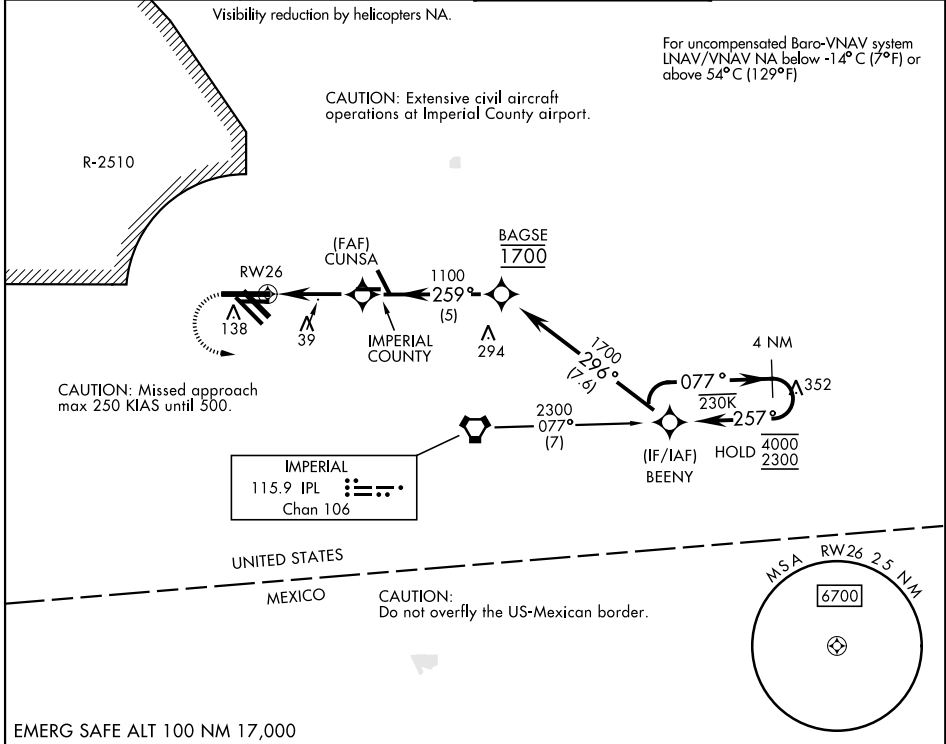 Visibility reduction by helicopters NA.
For uncompensated Baro-VNAV system
LNAV/VNAV NA below -14°C (7°F) or
above 54°C (129°F)
CAUTION: Extensive civil aircraft
operations at Imperial County airport.
R-2510
BAGSE
1700
(FAF)
CUNSA
RW26
1100
259°
(5)
138
39
IMPERIAL
COUNTY
294
1700
296°
(7.6)
4 NM
077°
230K
352
257°
CAUTION: Missed approach
max 250 KIAS until 500.
2300
077°
(7)
(IF/IAF)
BEENY
HOLD
4000
2300
IMPERIAL
115.9 IPL
Chan 106
UNITED STATES
MEXICO
CAUTION:
Do not overfly the US-Mexican border.
MSA RW26 25 NM
6700
EMERG SAFE ALT 100 NM 17,000